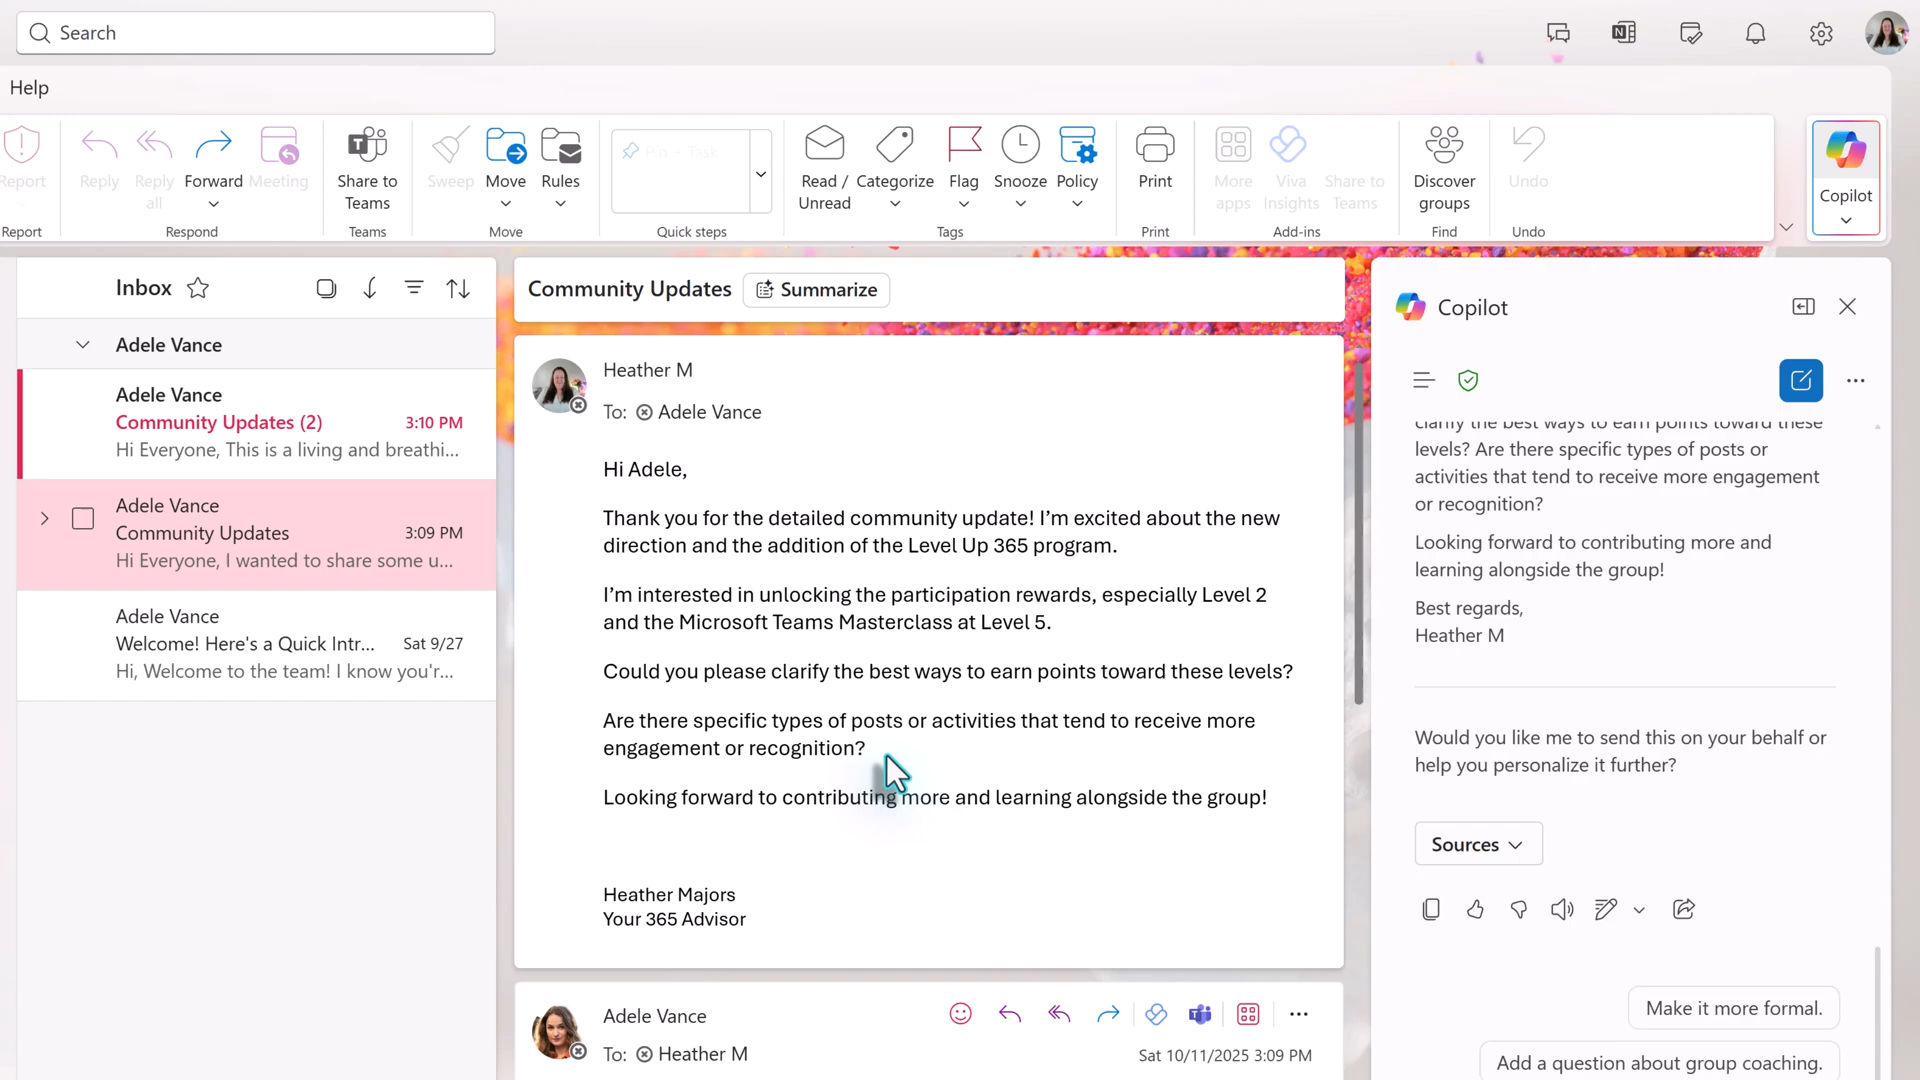 Search
Help
Report
Reply
Reply all
Forward
Meeting
Share to Teams
Sweep
Move
Rules
Pin – Task
Read / Unread
Categorize
Flag
Snooze
Policy
Print
More apps
Viva Insights
Share to Teams
Discover groups
Undo
Copilot
Report
Respond
Teams
Move
Quick steps
Tags
Print
Add-ins
Find
Undo
Inbox
Adele Vance
Adele Vance
Community Updates (2) 3:10 PM
Hi Everyone, This is a living and breathi...
Adele Vance
Community Updates 3:09 PM
Hi Everyone, I wanted to share some u...
Adele Vance
Welcome! Here's a Quick Intr... Sat 9/27
Hi, Welcome to the team! I know you'r...
Community Updates Summarize
Heather M
To: Adele Vance
Hi Adele,
Thank you for the detailed community update! I'm excited about the new
direction and the addition of the Level Up 365 program.
I'm interested in unlocking the participation rewards, especially Level 2
and the Microsoft Teams Masterclass at Level 5.
Could you please clarify the best ways to earn points toward these levels?
Are there specific types of posts or activities that tend to receive more
engagement or recognition?
Looking forward to contributing more and learning alongside the group!
Heather Majors
Your 365 Advisor
Adele Vance
To: Heather M
Sat 10/11/2025 3:09 PM
Copilot
clarify the best ways to earn points toward these
levels? Are there specific types of posts or
activities that tend to receive more engagement
or recognition?
Looking forward to contributing more and
learning alongside the group!
Best regards,
Heather M
Would you like me to send this on your behalf or
help you personalize it further?
Sources
Make it more formal.
Add a question about group coaching.